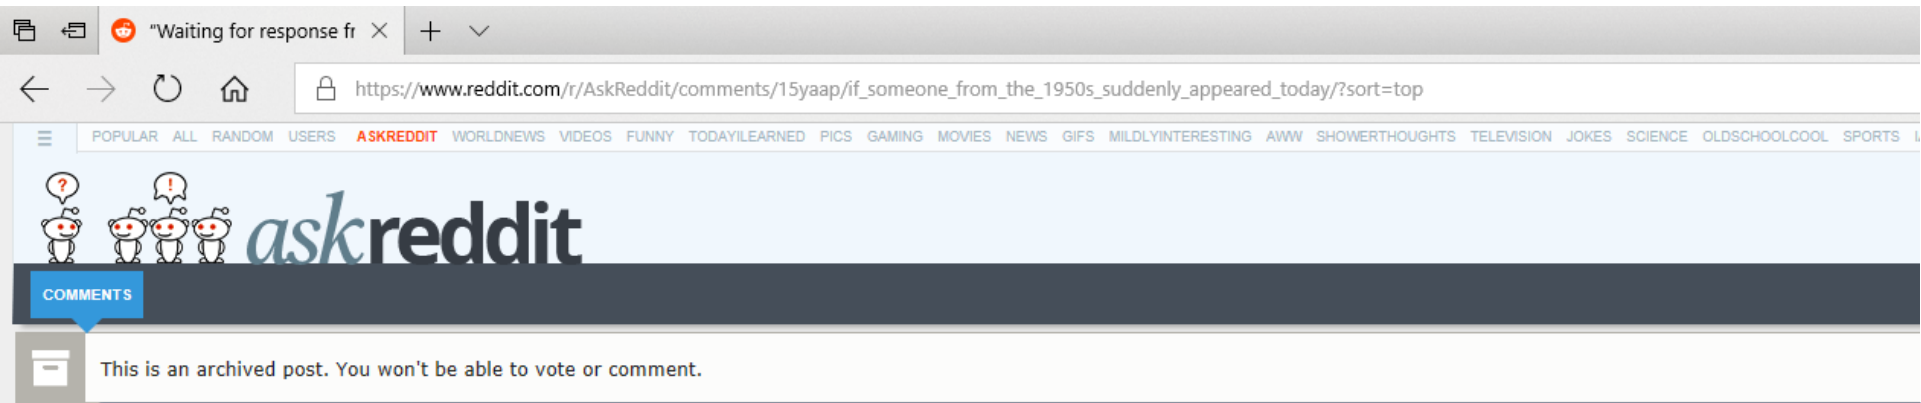 "Waiting for response fr
https://www.reddit.com/r/AskReddit/comments/15yaap/if_someone_from_the_1950s_suddenly_appeared_today/?sort=top
POPULAR ALL RANDOM USERS ASKREDDIT WORLDNEWS VIDEOS FUNNY TODAYILEARNED PICS GAMING MOVIES NEWS GIFS MILDLYINTERESTING AWW SHOWERTHOUGHTS TELEVISION JOKES SCIENCE OLDSCHOOLCOOL SPORTS
? !
askreddit
COMMENTS
This is an archived post. You won't be able to vote or comment.